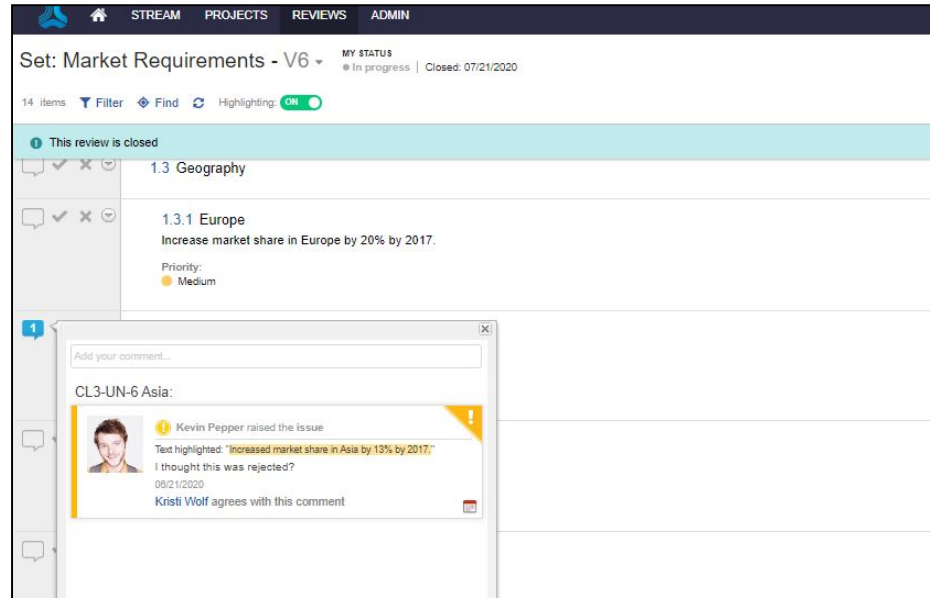 STREAM PROJECTS REVIEWS ADMIN
Set: Market Requirements - V6
MY STATUS
In progress | Closed: 07/21/2020
14 items Filter Find Highlighting: ON
This review is closed
1.3 Geography
1.3.1 Europe
Increase market share in Europe by 20% by 2017.
Priority:
Medium
1
Add your comment...
CL3-UN-6 Asia:
Kevin Pepper raised the issue
Text highlighted: "Increased market share in Asia by 13% by 2017."
I thought this was rejected?
06/21/2020
Kristi Wolf agrees with this comment